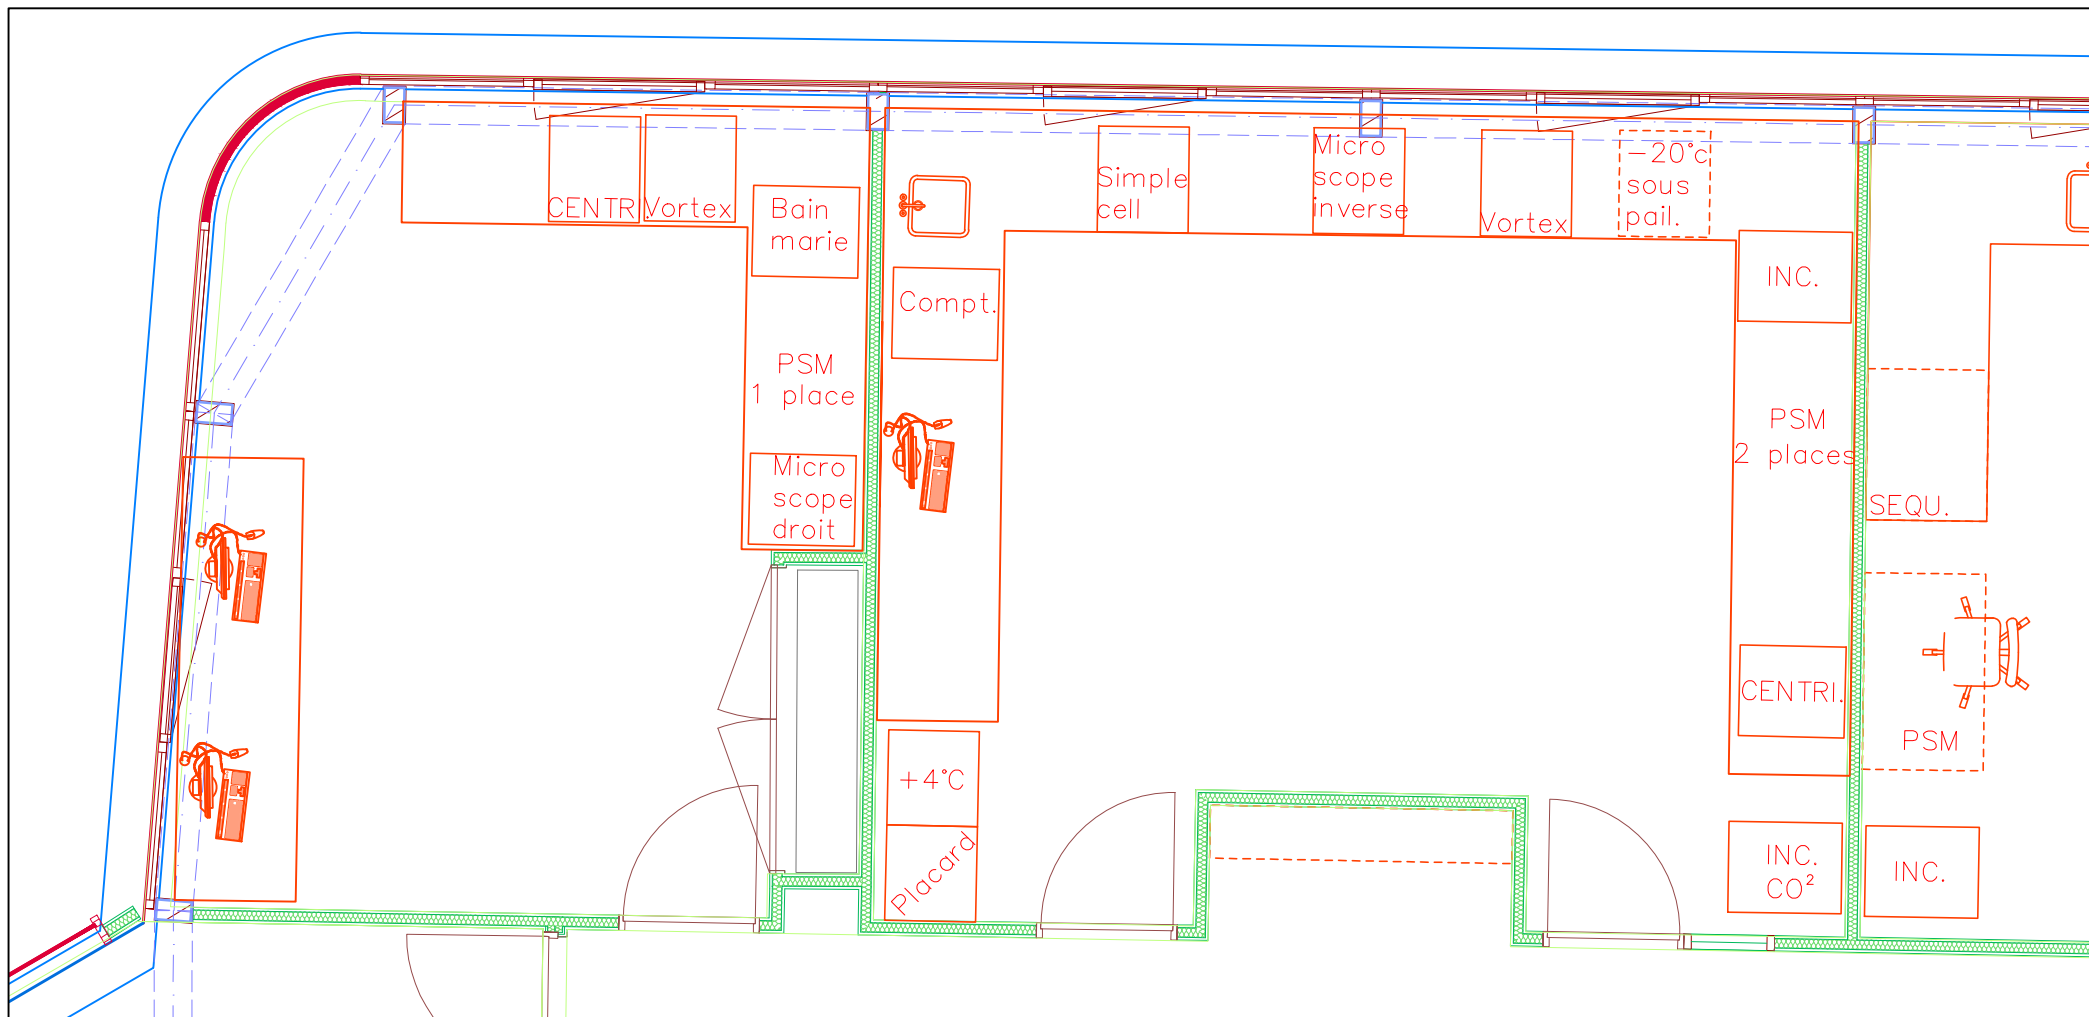 CENTRI.
Vortex
Bain
marie
PSM
1 place
Micro
scope
droit
Simple
cell
Micro
scope
inverse
Vortex
-20°c
sous
pail.
Compt.
INC.
PSM
2 places
CENTRI.
+4°C
Placard
INC.
CO²
SEQU.
PSM
INC.